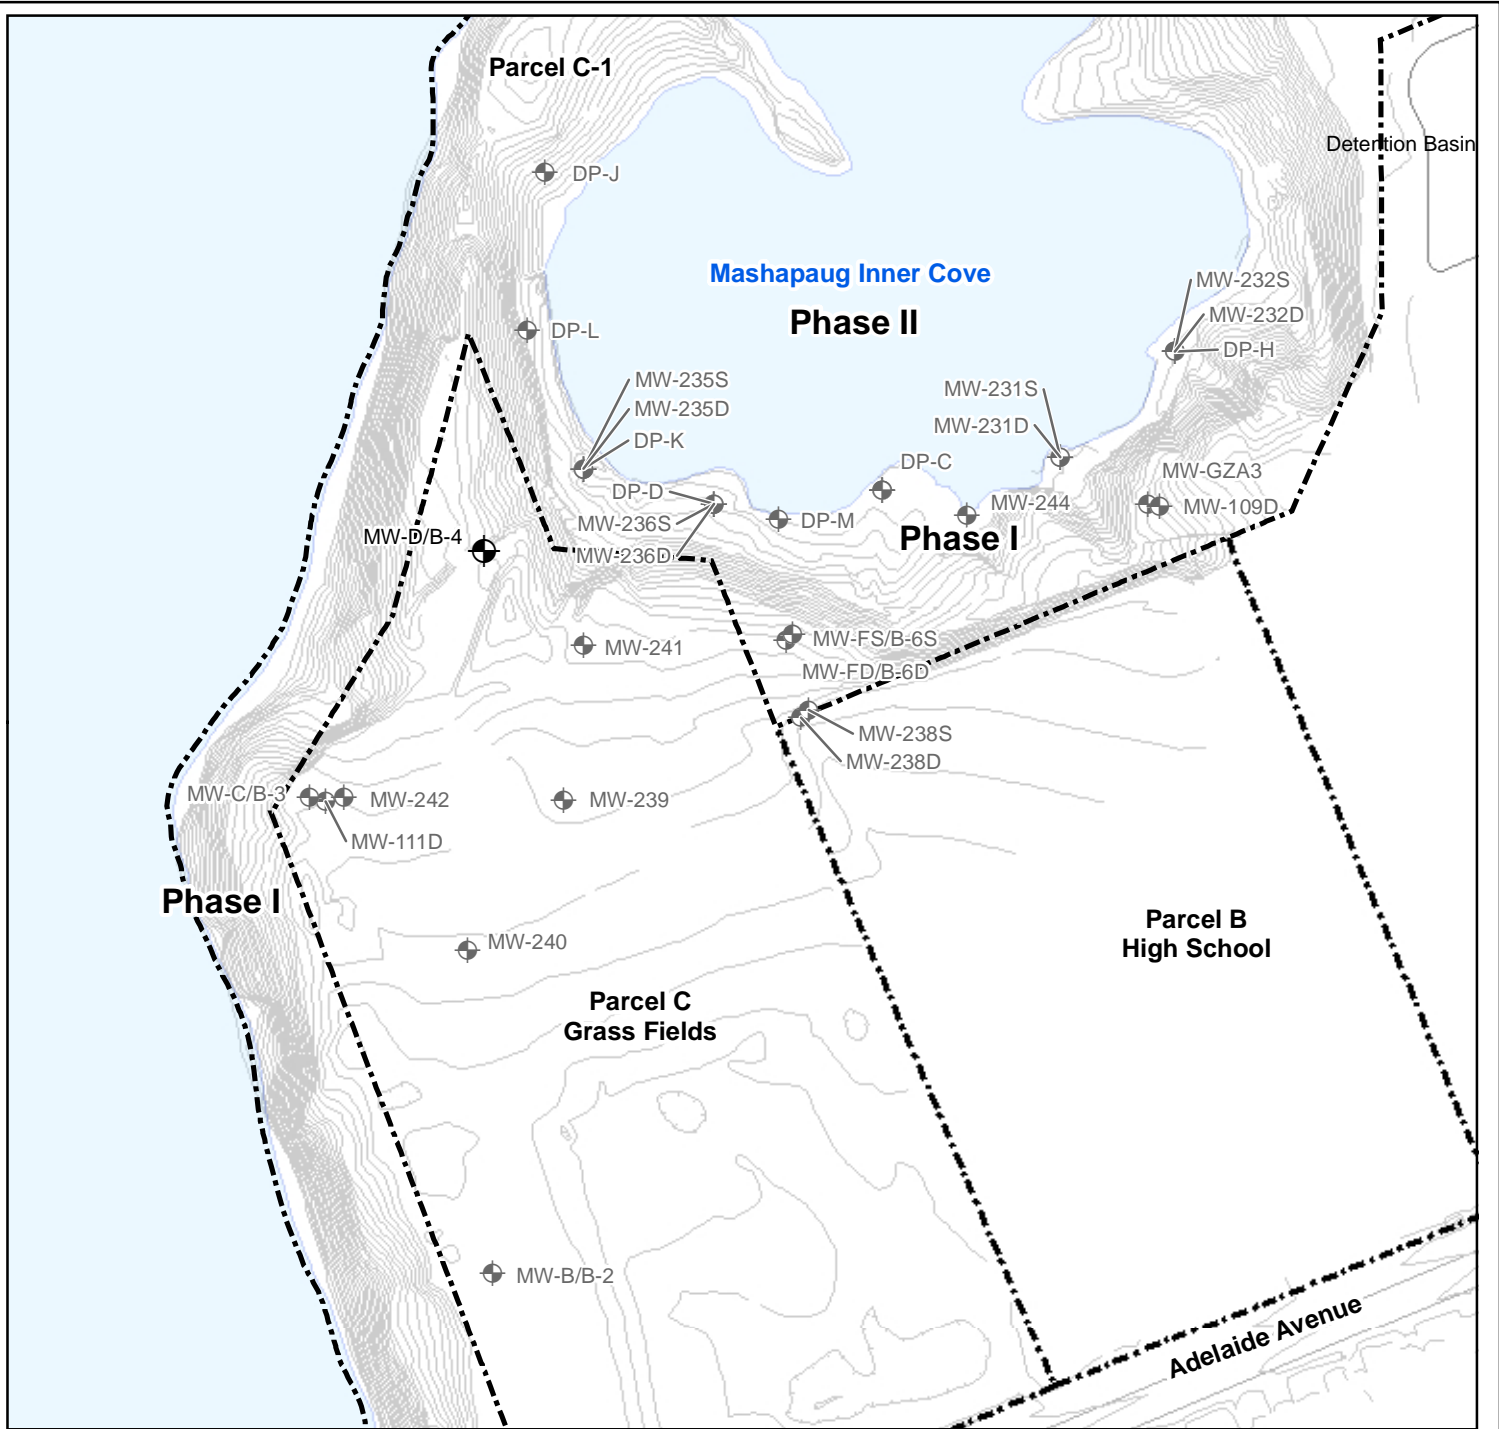 Parcel C-1
Detention Basin
DP-J
Mashapaug Inner Cove
MW-232S
MW-232D
DP-H
Phase II
DP-L
MW-235S
MW-235D
DP-K
MW-231S
MW-231D
DP-C
MW-GZA3
DP-D
MW-236S
DP-M
MW-244
MW-109D
MW-D/B-4
Phase I
MW-236D
MW-241
MW-FS/B-6S
MW-FD/B-6D
MW-238S
MW-238D
MW-C/B-3
MW-242
MW-239
MW-111D
Phase I
Parcel B
High School
MW-240
Parcel C
Grass Fields
MW-B/B-2
Adelaide Avenue